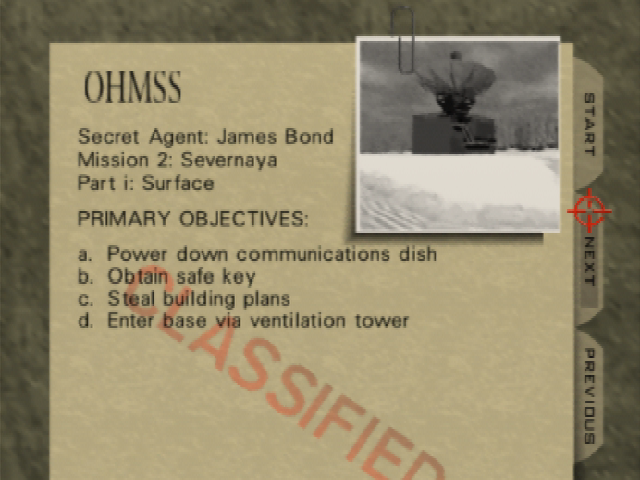 OHMSS
Secret Agent: James Bond
Mission 2: Severnaya
Part i: Surface
PRIMARY OBJECTIVES:
a. Power down communications dish
b. Obtain safe key
c. Steal building plans
d. Enter base via ventilation tower
CLASSIFIED
START
NEXT
PREVIOUS